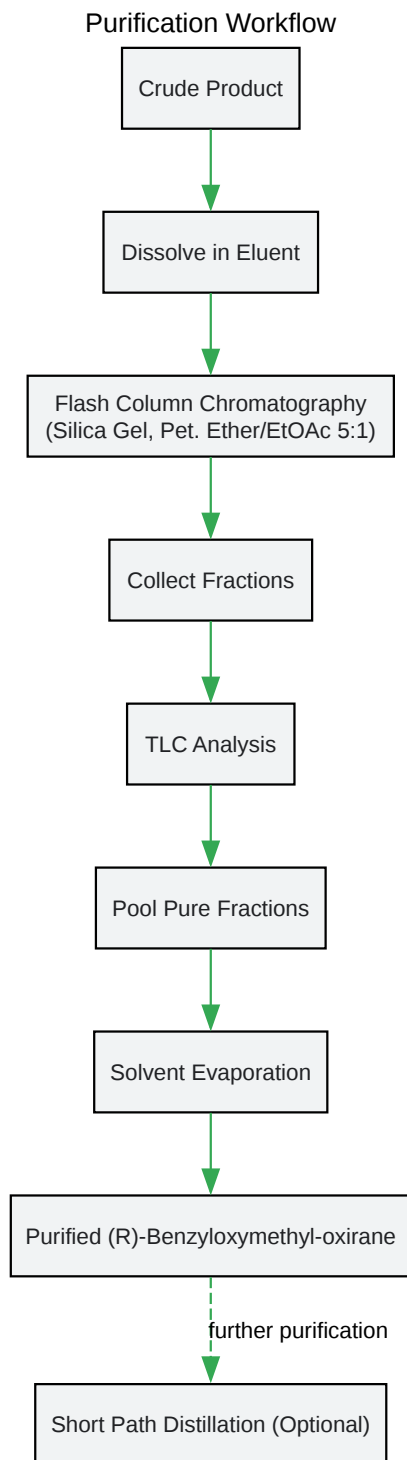 Purification Workflow
Crude Product
Dissolve in Eluent
Flash Column Chromatography
(Silica Gel, Pet. Ether/EtOAc 5:1)
Collect Fractions
TLC Analysis
Pool Pure Fractions
Solvent Evaporation
Purified (R)-Benzyloxymethyl-oxirane
further purification
Short Path Distillation (Optional)